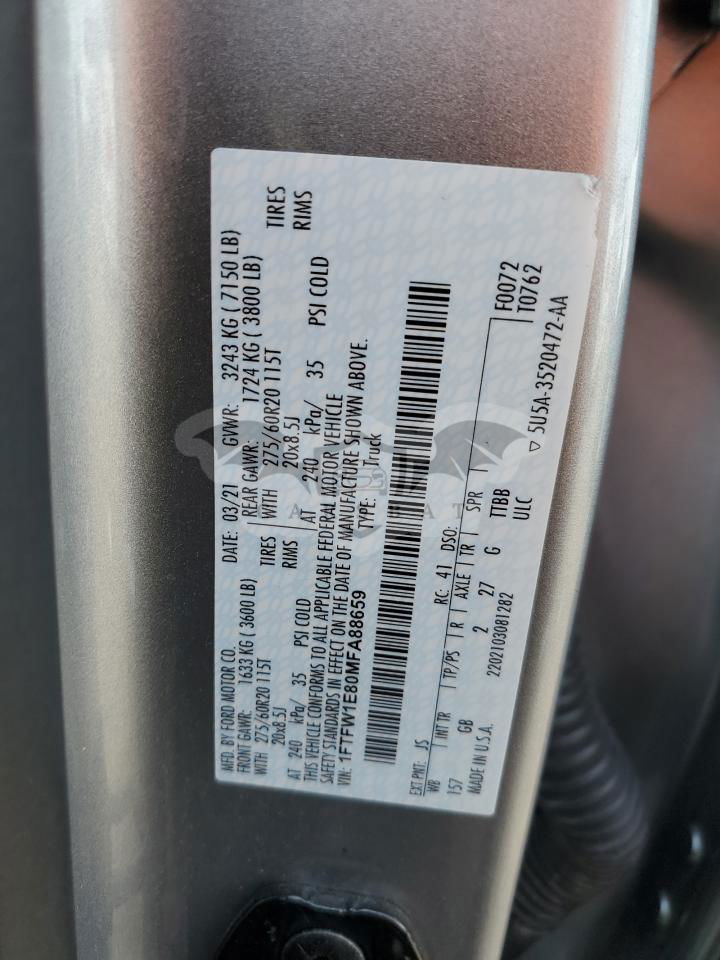 MFD. BY FORD MOTOR CO.
DATE: 03/21 GVWR: 3243 KG ( 7150 LB)
FRONT GAWR: 1633 KG ( 3600 LB) REAR GAWR: 1724 KG ( 3800 LB)
WITH 275/60R20 115T TIRES WITH 275/60R20 115T TIRES
20x8.5J RIMS 20x8.5J RIMS
AT 240 kPa/ 35 PSI COLD AT 240 kPa/ 35 PSI COLD
THIS VEHICLE CONFORMS TO ALL APPLICABLE FEDERAL MOTOR VEHICLE
SAFETY STANDARDS IN EFFECT ON THE DATE OF MANUFACTURE SHOWN ABOVE.
VIN: 1FTFW1E80MFA88659 TYPE: Truck
EXT PNT: JS RC: 41 DSO: F0072
WB INT TR TP/PS R AXLE TR SPR T0762
157 GB 2 27 G TTBB
MADE IN U.S.A. 2202103081282 ULC
5U5A-3520472-AA